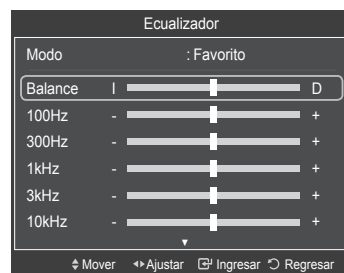 Ecualizador
Modo : Favorito
Balance I D
100Hz - +
300Hz - +
1kHz - +
3kHz - +
10kHz - +
Mover Ajustar Ingresar Regresar